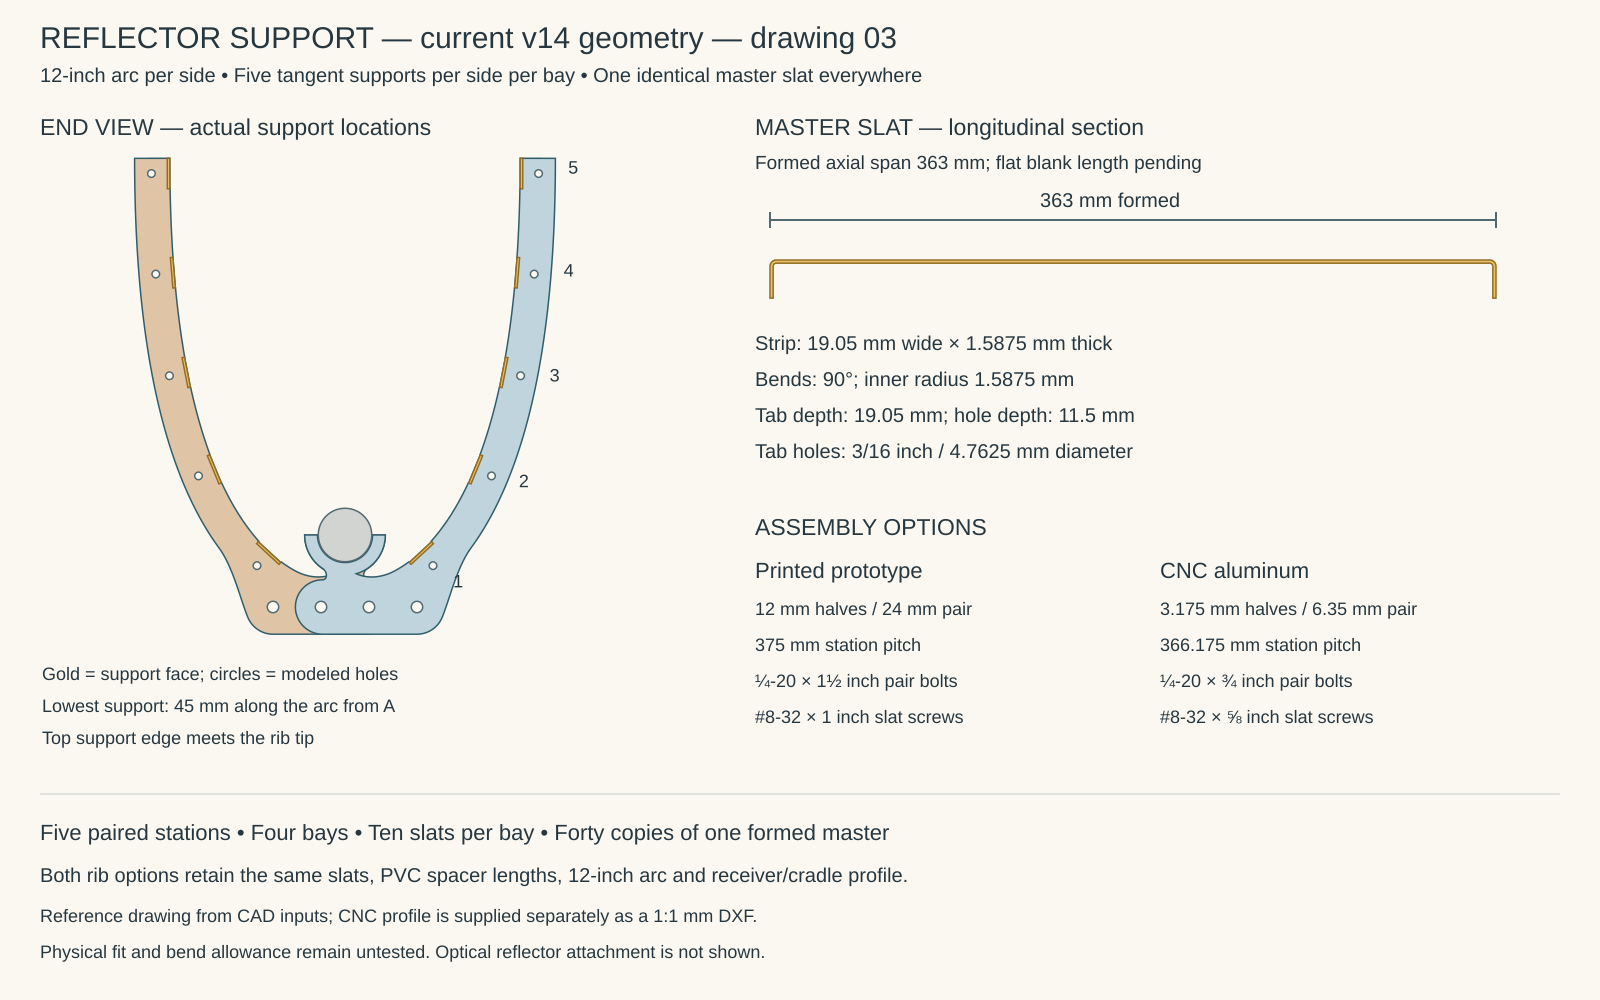 REFLECTOR SUPPORT — current v14 geometry — drawing 03
12-inch arc per side • Five tangent supports per side per bay • One identical master slat everywhere
END VIEW — actual support locations
5
4
3
2
1
Gold = support face; circles = modeled holes
Lowest support: 45 mm along the arc from A
Top support edge meets the rib tip
MASTER SLAT — longitudinal section
Formed axial span 363 mm; flat blank length pending
363 mm formed
Strip: 19.05 mm wide × 1.5875 mm thick
Bends: 90°; inner radius 1.5875 mm
Tab depth: 19.05 mm; hole depth: 11.5 mm
Tab holes: 3/16 inch / 4.7625 mm diameter
ASSEMBLY OPTIONS
Printed prototype
12 mm halves / 24 mm pair
375 mm station pitch
¼-20 × 1½ inch pair bolts
#8-32 × 1 inch slat screws
CNC aluminum
3.175 mm halves / 6.35 mm pair
366.175 mm station pitch
¼-20 × ¾ inch pair bolts
#8-32 × ⅝ inch slat screws
Five paired stations • Four bays • Ten slats per bay • Forty copies of one formed master
Both rib options retain the same slats, PVC spacer lengths, 12-inch arc and receiver/cradle profile.
Reference drawing from CAD inputs; CNC profile is supplied separately as a 1:1 mm DXF.
Physical fit and bend allowance remain untested. Optical reflector attachment is not shown.